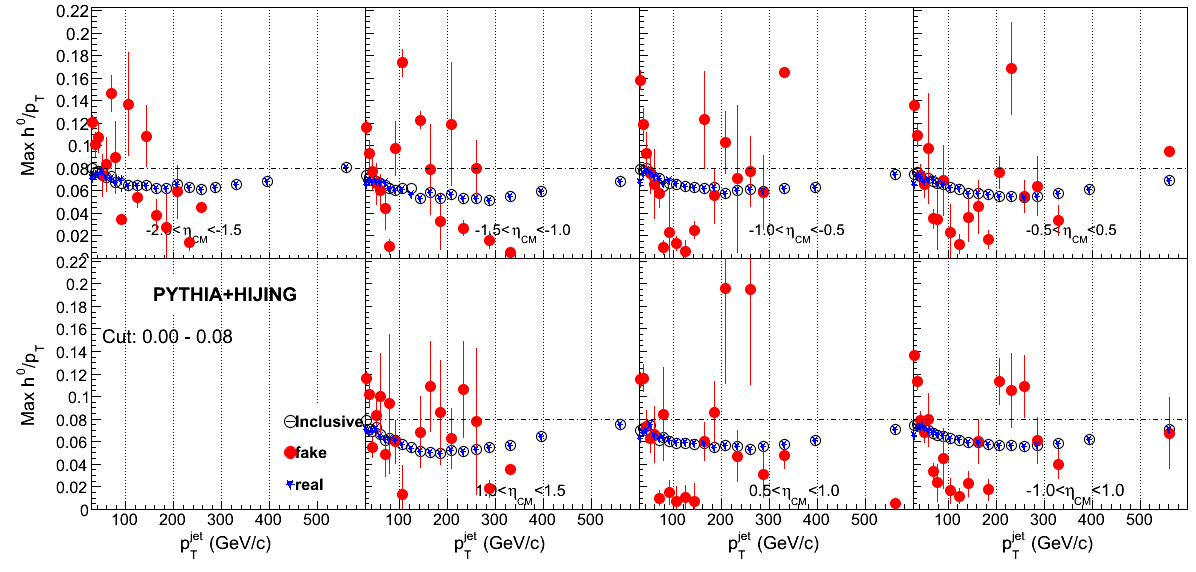 Max h⁰/p_T
0.22
0.2
0.18
0.16
0.14
0.12
0.1
0.08
0.06
0.04
0.02
-2.0<η_CM<-1.5
-1.5<η_CM<-1.0
-1.0<η_CM<-0.5
-0.5<η_CM<0.5
Max h⁰/p_T
0.22
0.2
0.18
0.16
0.14
0.12
0.1
0.08
0.06
0.04
0.02
0
PYTHIA+HIJING
Cut: 0.00 - 0.08
Inclusive
fake
real
1.0<η_CM<1.5
0.5<η_CM<1.0
-1.0<η_CM<1.0
100 200 300 400 500
100 200 300 400 500
100 200 300 400 500
100 200 300 400 500
p_T^jet (GeV/c)
p_T^jet (GeV/c)
p_T^jet (GeV/c)
p_T^jet (GeV/c)